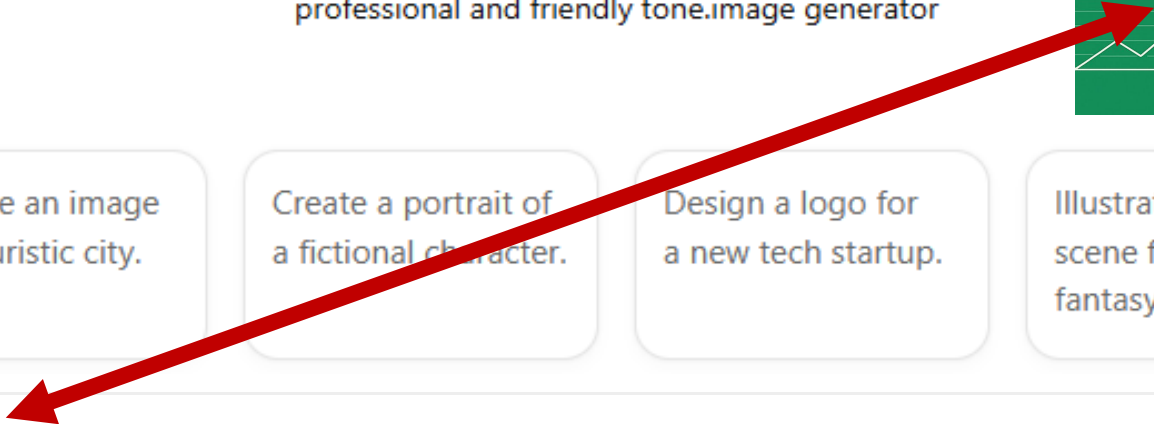 professional and friendly tone.image generator
e an image
uristic city.
Create a portrait of
a fictional character.
Design a logo for
a new tech startup.
Illustra
scene f
fantasy